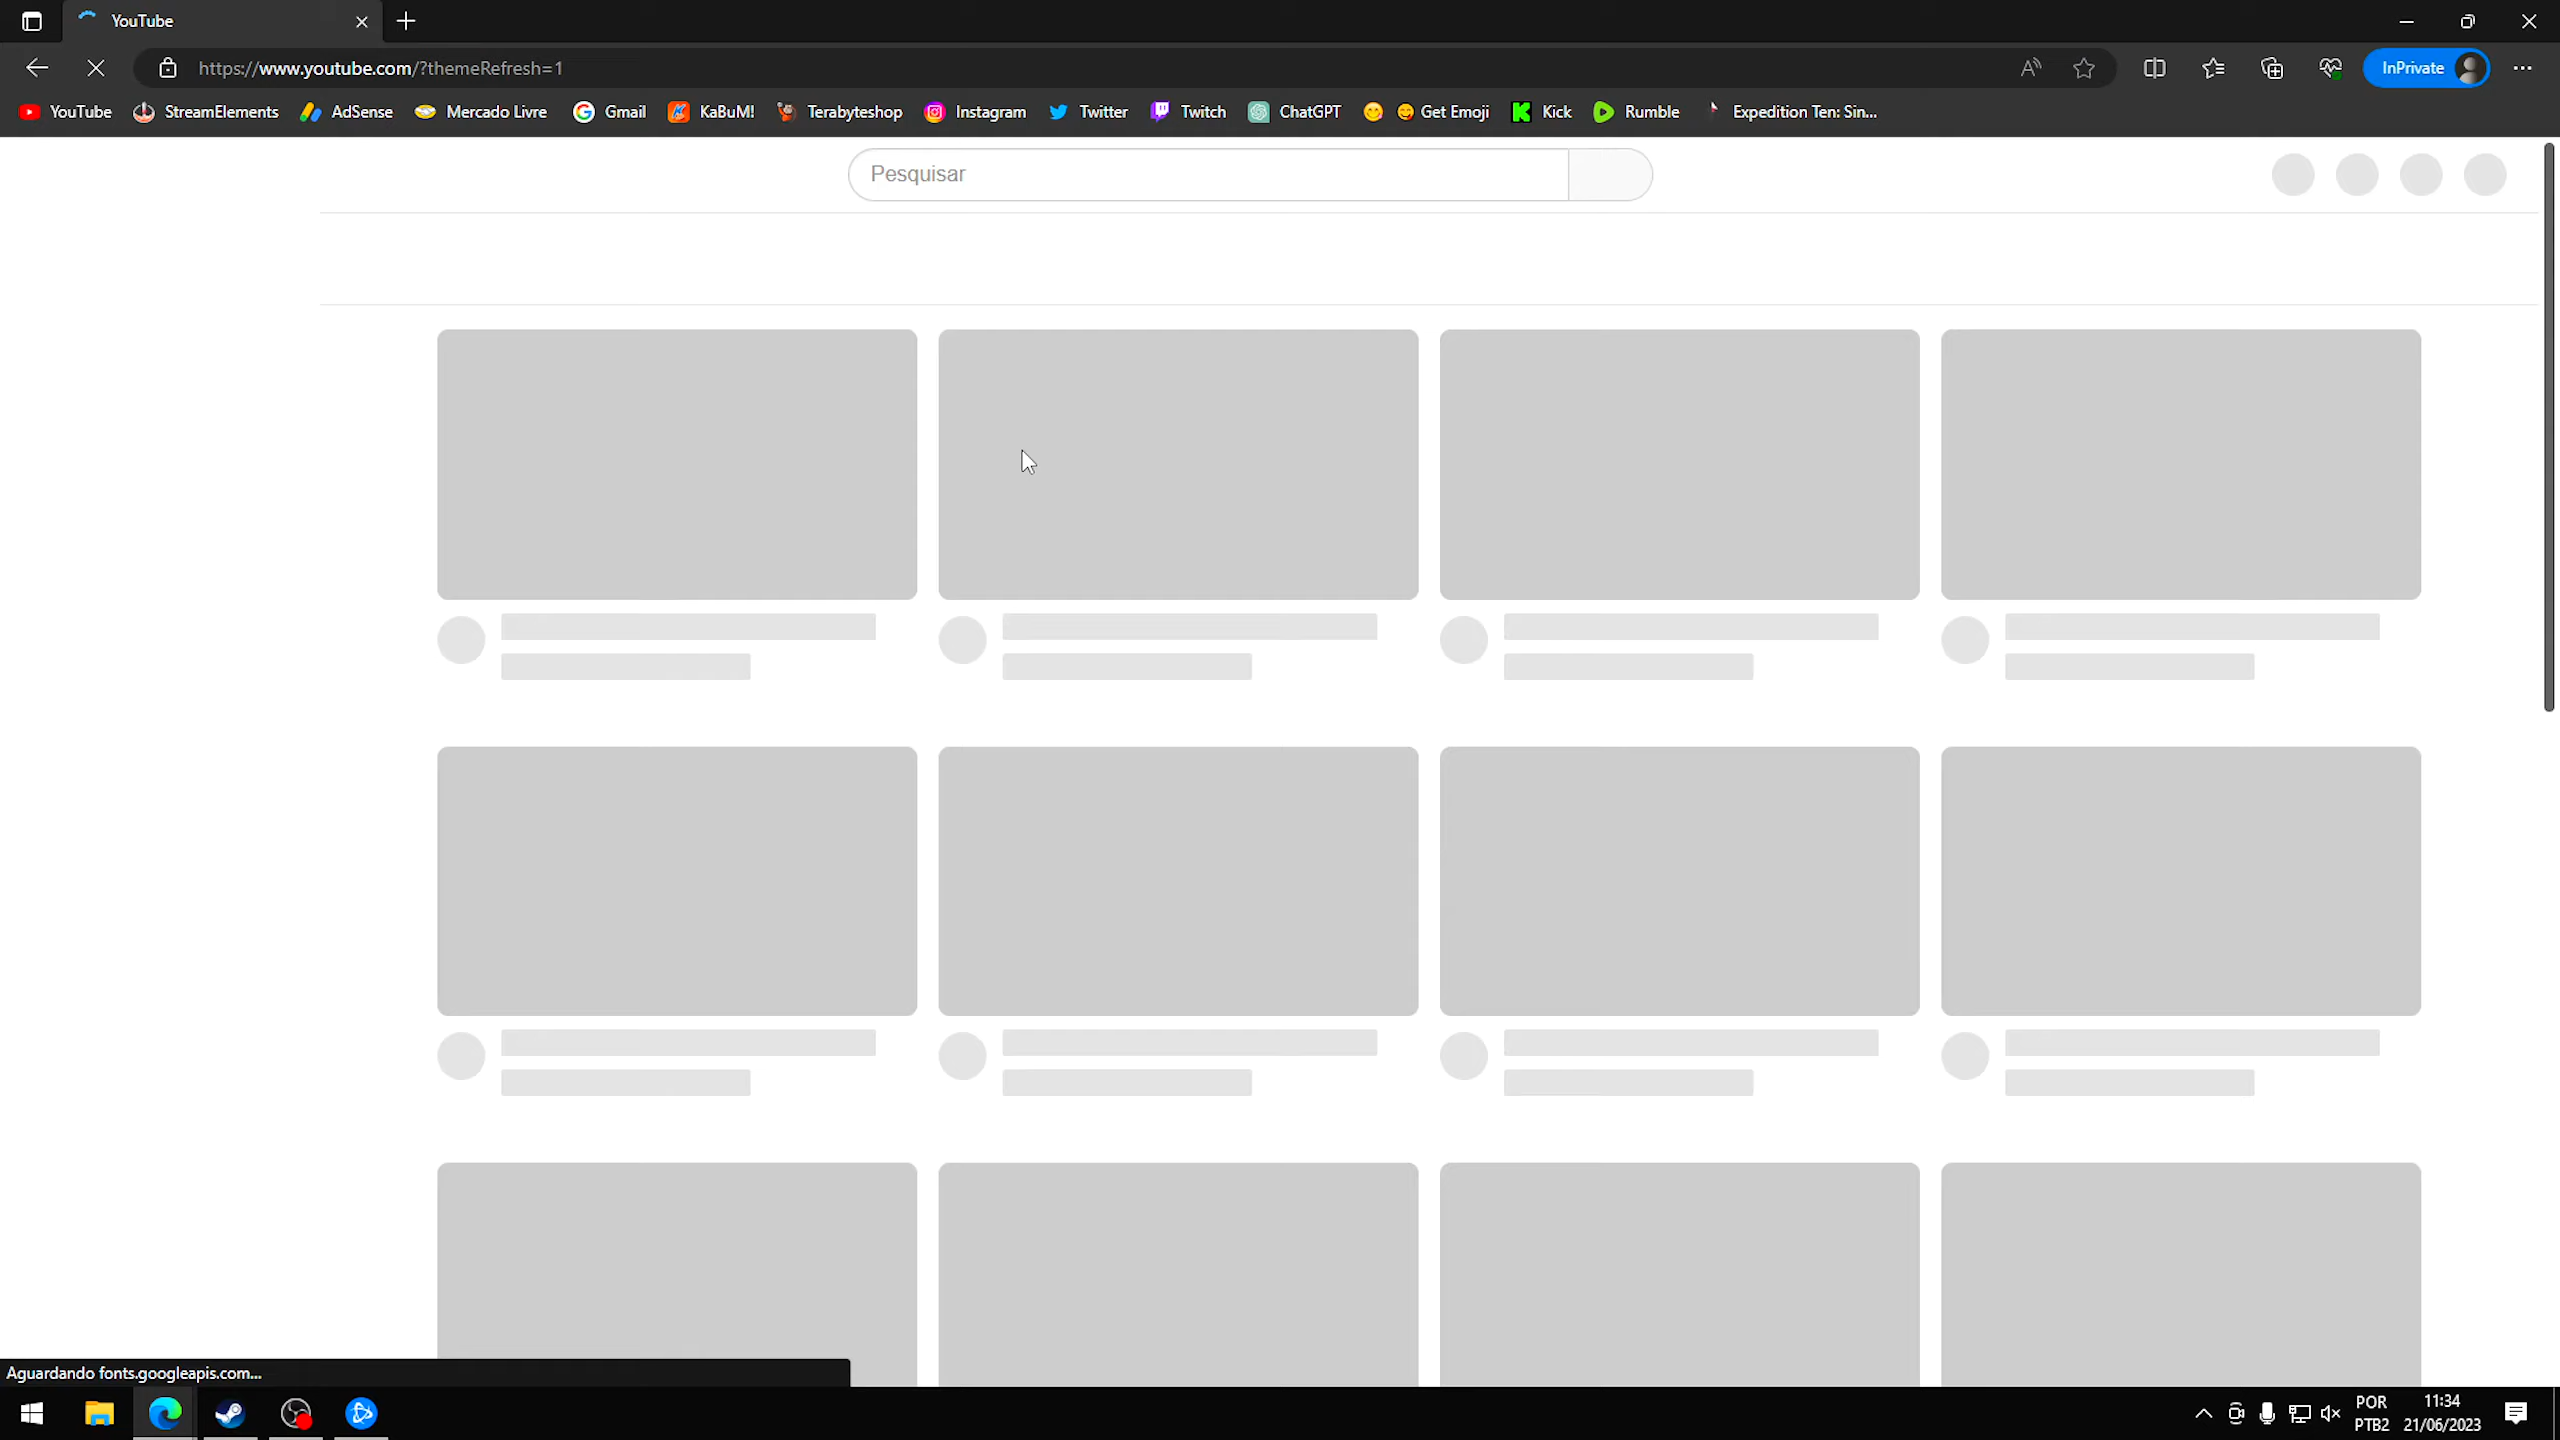 YouTube
https://www.youtube.com/?themeRefresh=1
InPrivate
YouTube
StreamElements
AdSense
Mercado Livre
Gmail
KaBuM!
Terabyteshop
Instagram
Twitter
Twitch
ChatGPT
Get Emoji
Kick
Rumble
Expedition Ten: Sin...
Pesquisar
Aguardando fonts.googleapis.com...
POR
PTB2
11:34
21/06/2023